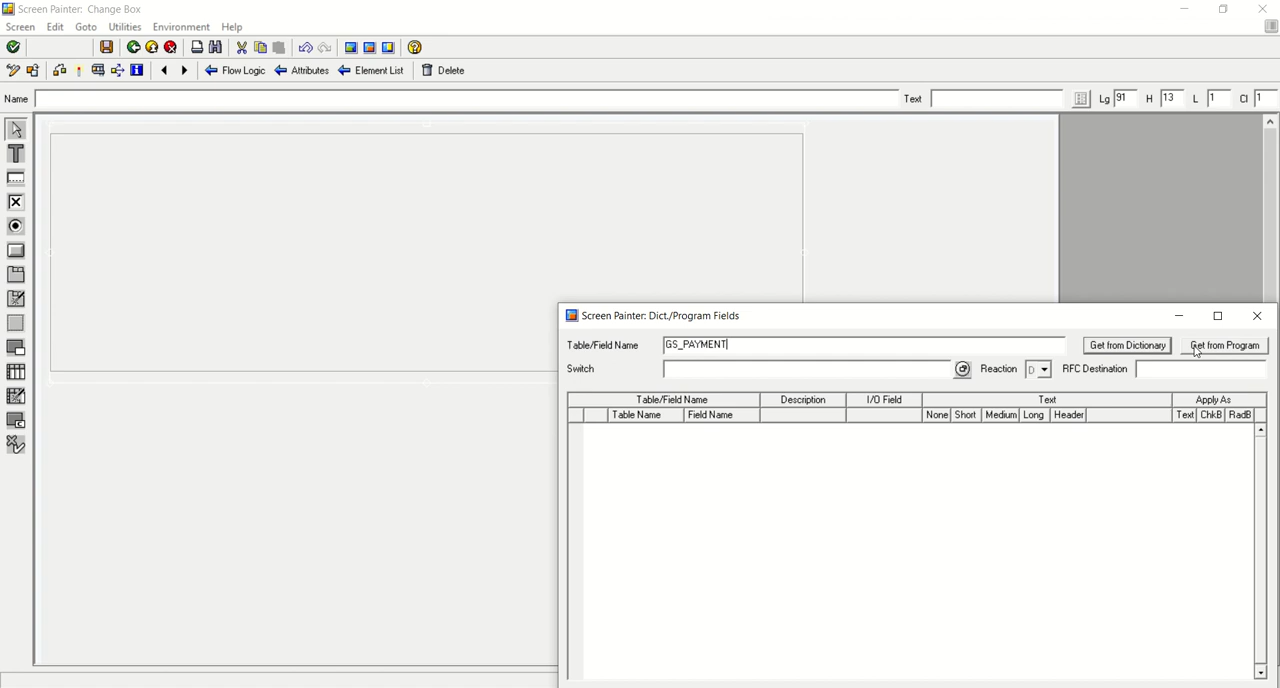 Screen Painter: Change Box
Screen Edit Goto Utilities Environment Help
Flow Logic Attributes Element List Delete
Name Text Lg 91 H 13 L 1 Cl 1
Screen Painter: Dict./Program Fields
Table/Field Name GS_PAYMENT Get from Dictionary Get from Program
Switch Reaction D RFC Destination
Table/Field Name Description I/O Field Text Apply As
Table Name Field Name None Short Medium Long Header Text ChkB RadB